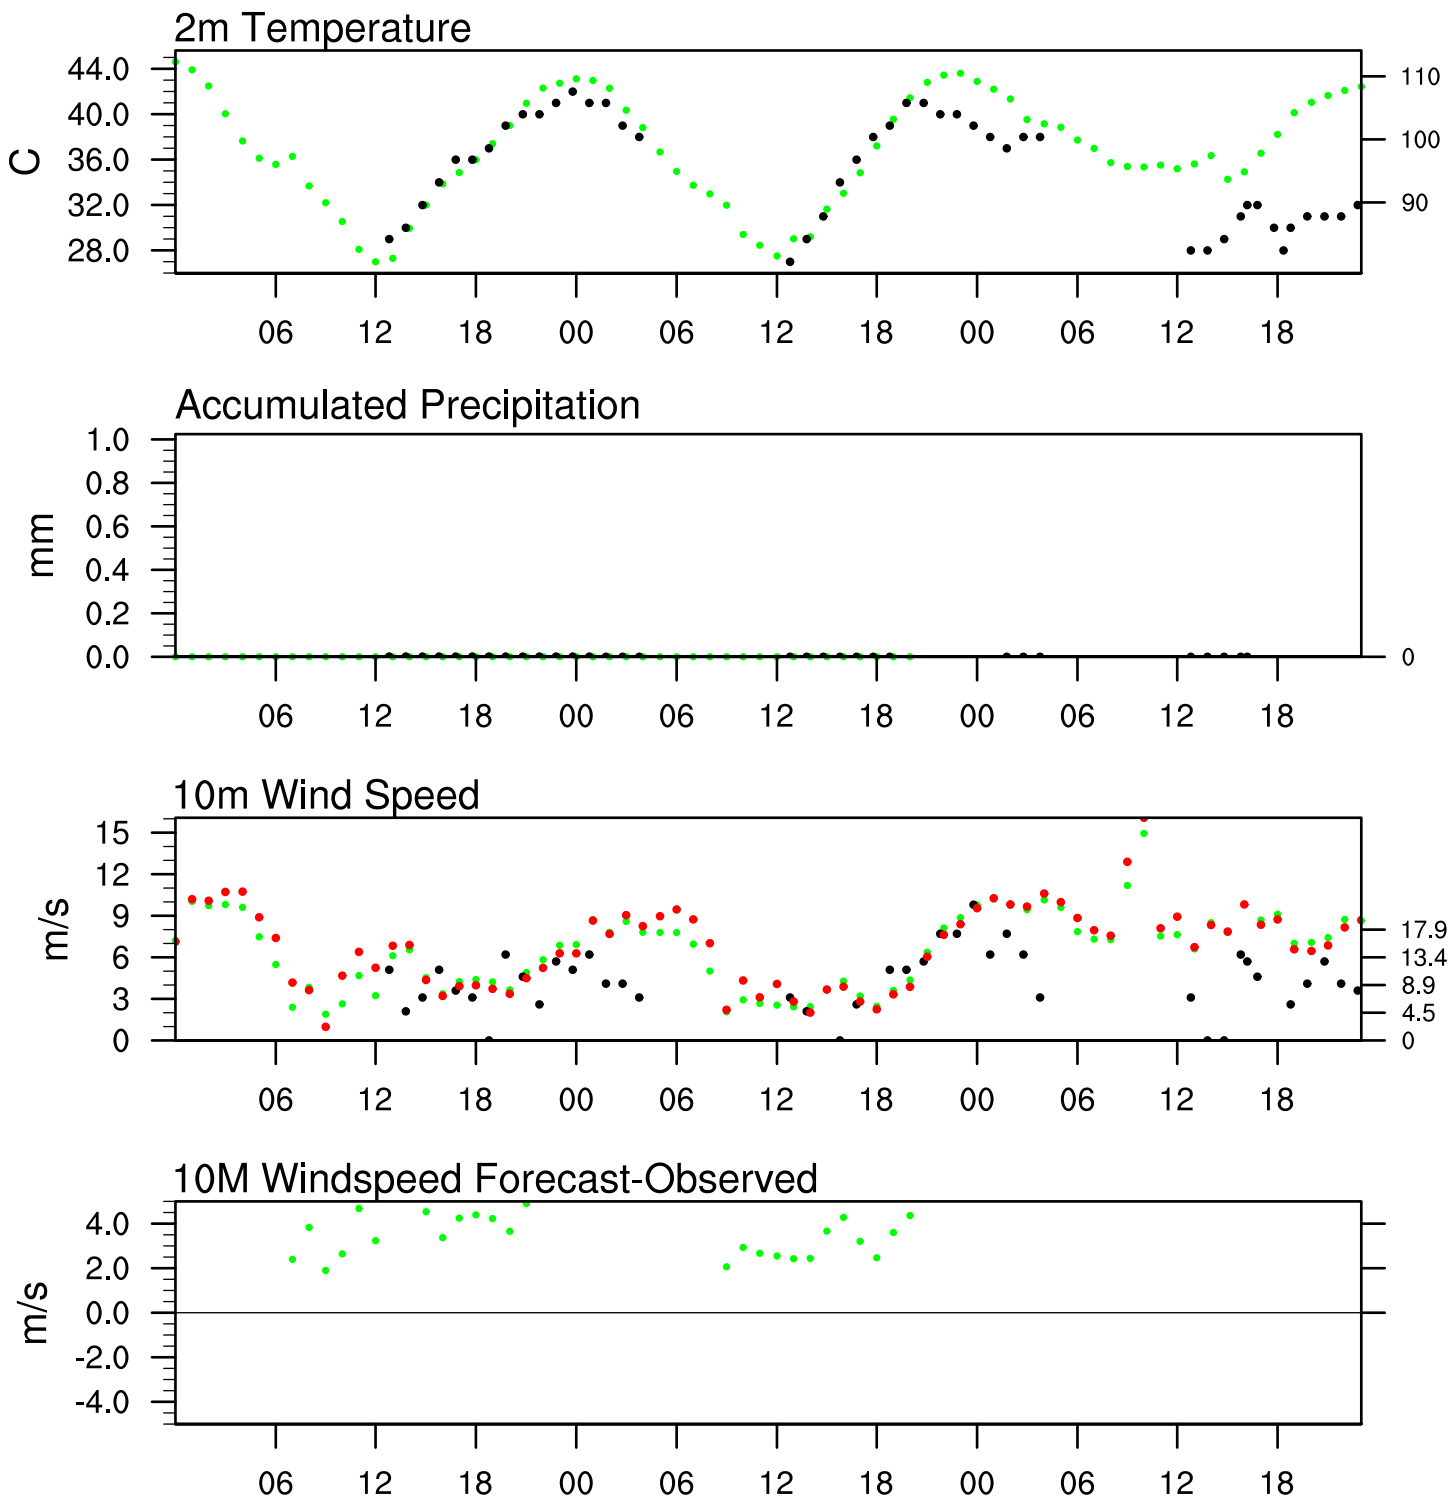 2m Temperature
44.0
40.0
36.0
32.0
28.0
C
110
100
90
06 12 18 00 06 12 18 00 06 12 18
Accumulated Precipitation
1.0
0.8
0.6
0.4
0.2
0.0
mm
0
06 12 18 00 06 12 18 00 06 12 18
10m Wind Speed
15
12
9
6
3
0
m/s
17.9
13.4
8.9
4.5
0
06 12 18 00 06 12 18 00 06 12 18
10M Windspeed Forecast-Observed
4.0
2.0
0.0
-2.0
-4.0
m/s
06 12 18 00 06 12 18 00 06 12 18